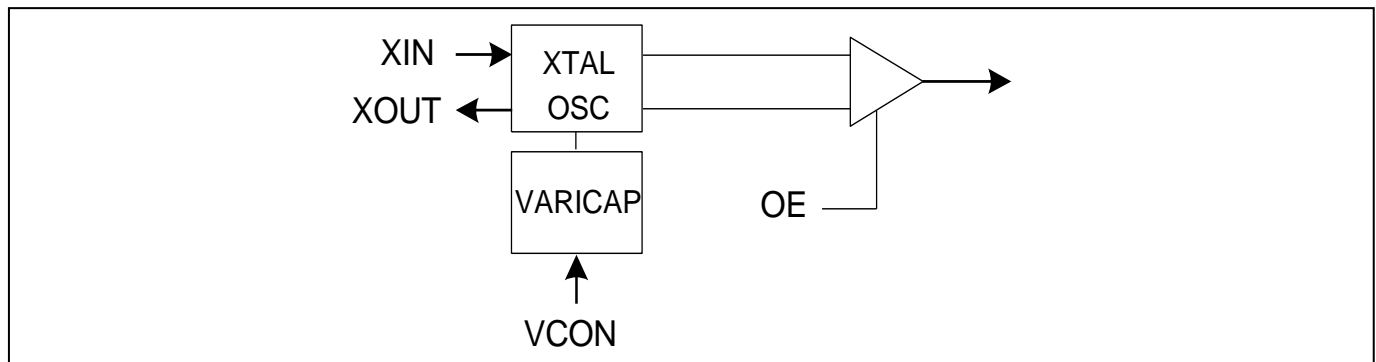 XIN
XTAL
XOUT
OSC
VARICAP
OE
VCON